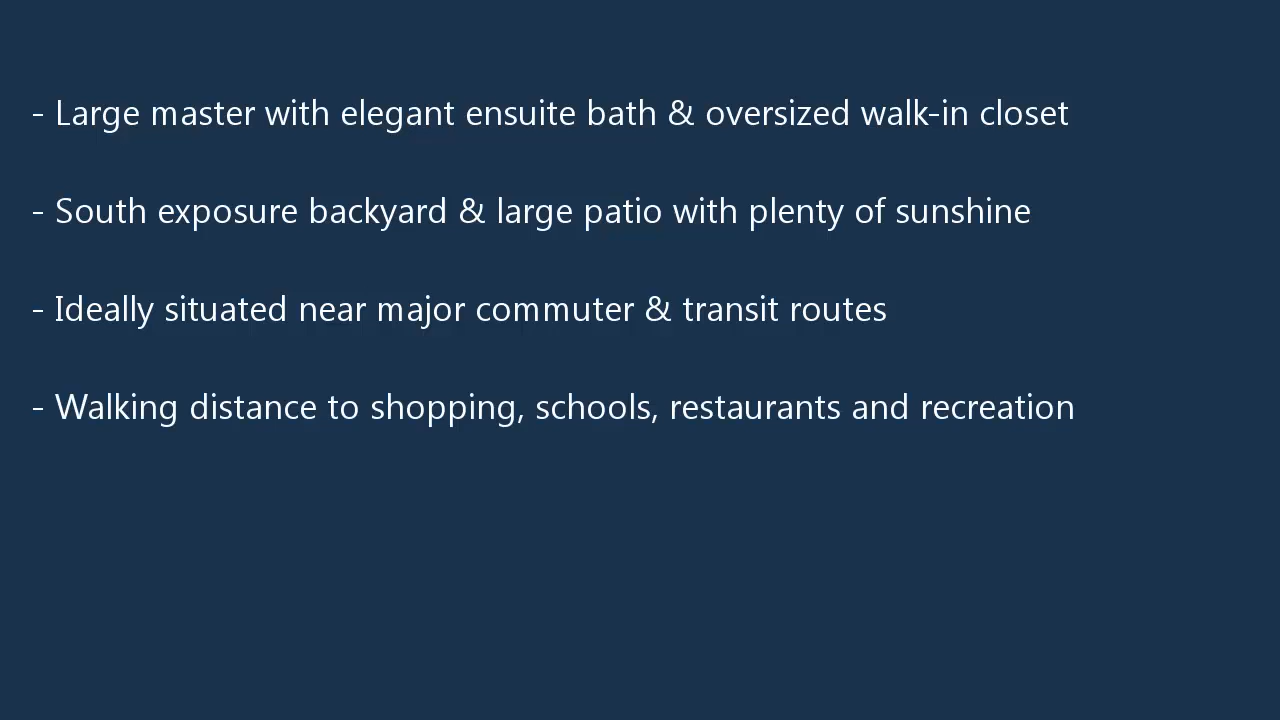 - Large master with elegant ensuite bath & oversized walk-in closet
- South exposure backyard & large patio with plenty of sunshine
- Ideally situated near major commuter & transit routes
- Walking distance to shopping, schools, restaurants and recreation